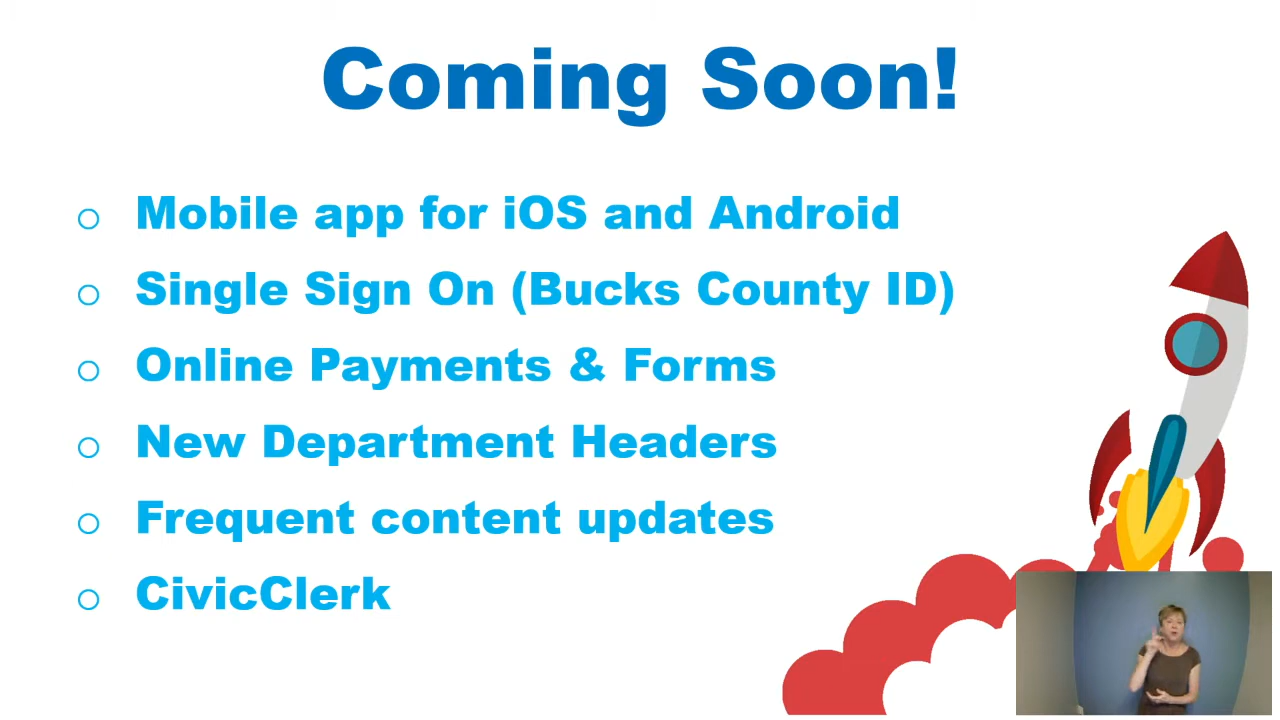 Coming Soon!
Mobile app for iOS and Android
Single Sign On (Bucks County ID)
Online Payments & Forms
New Department Headers
Frequent content updates
CivicClerk